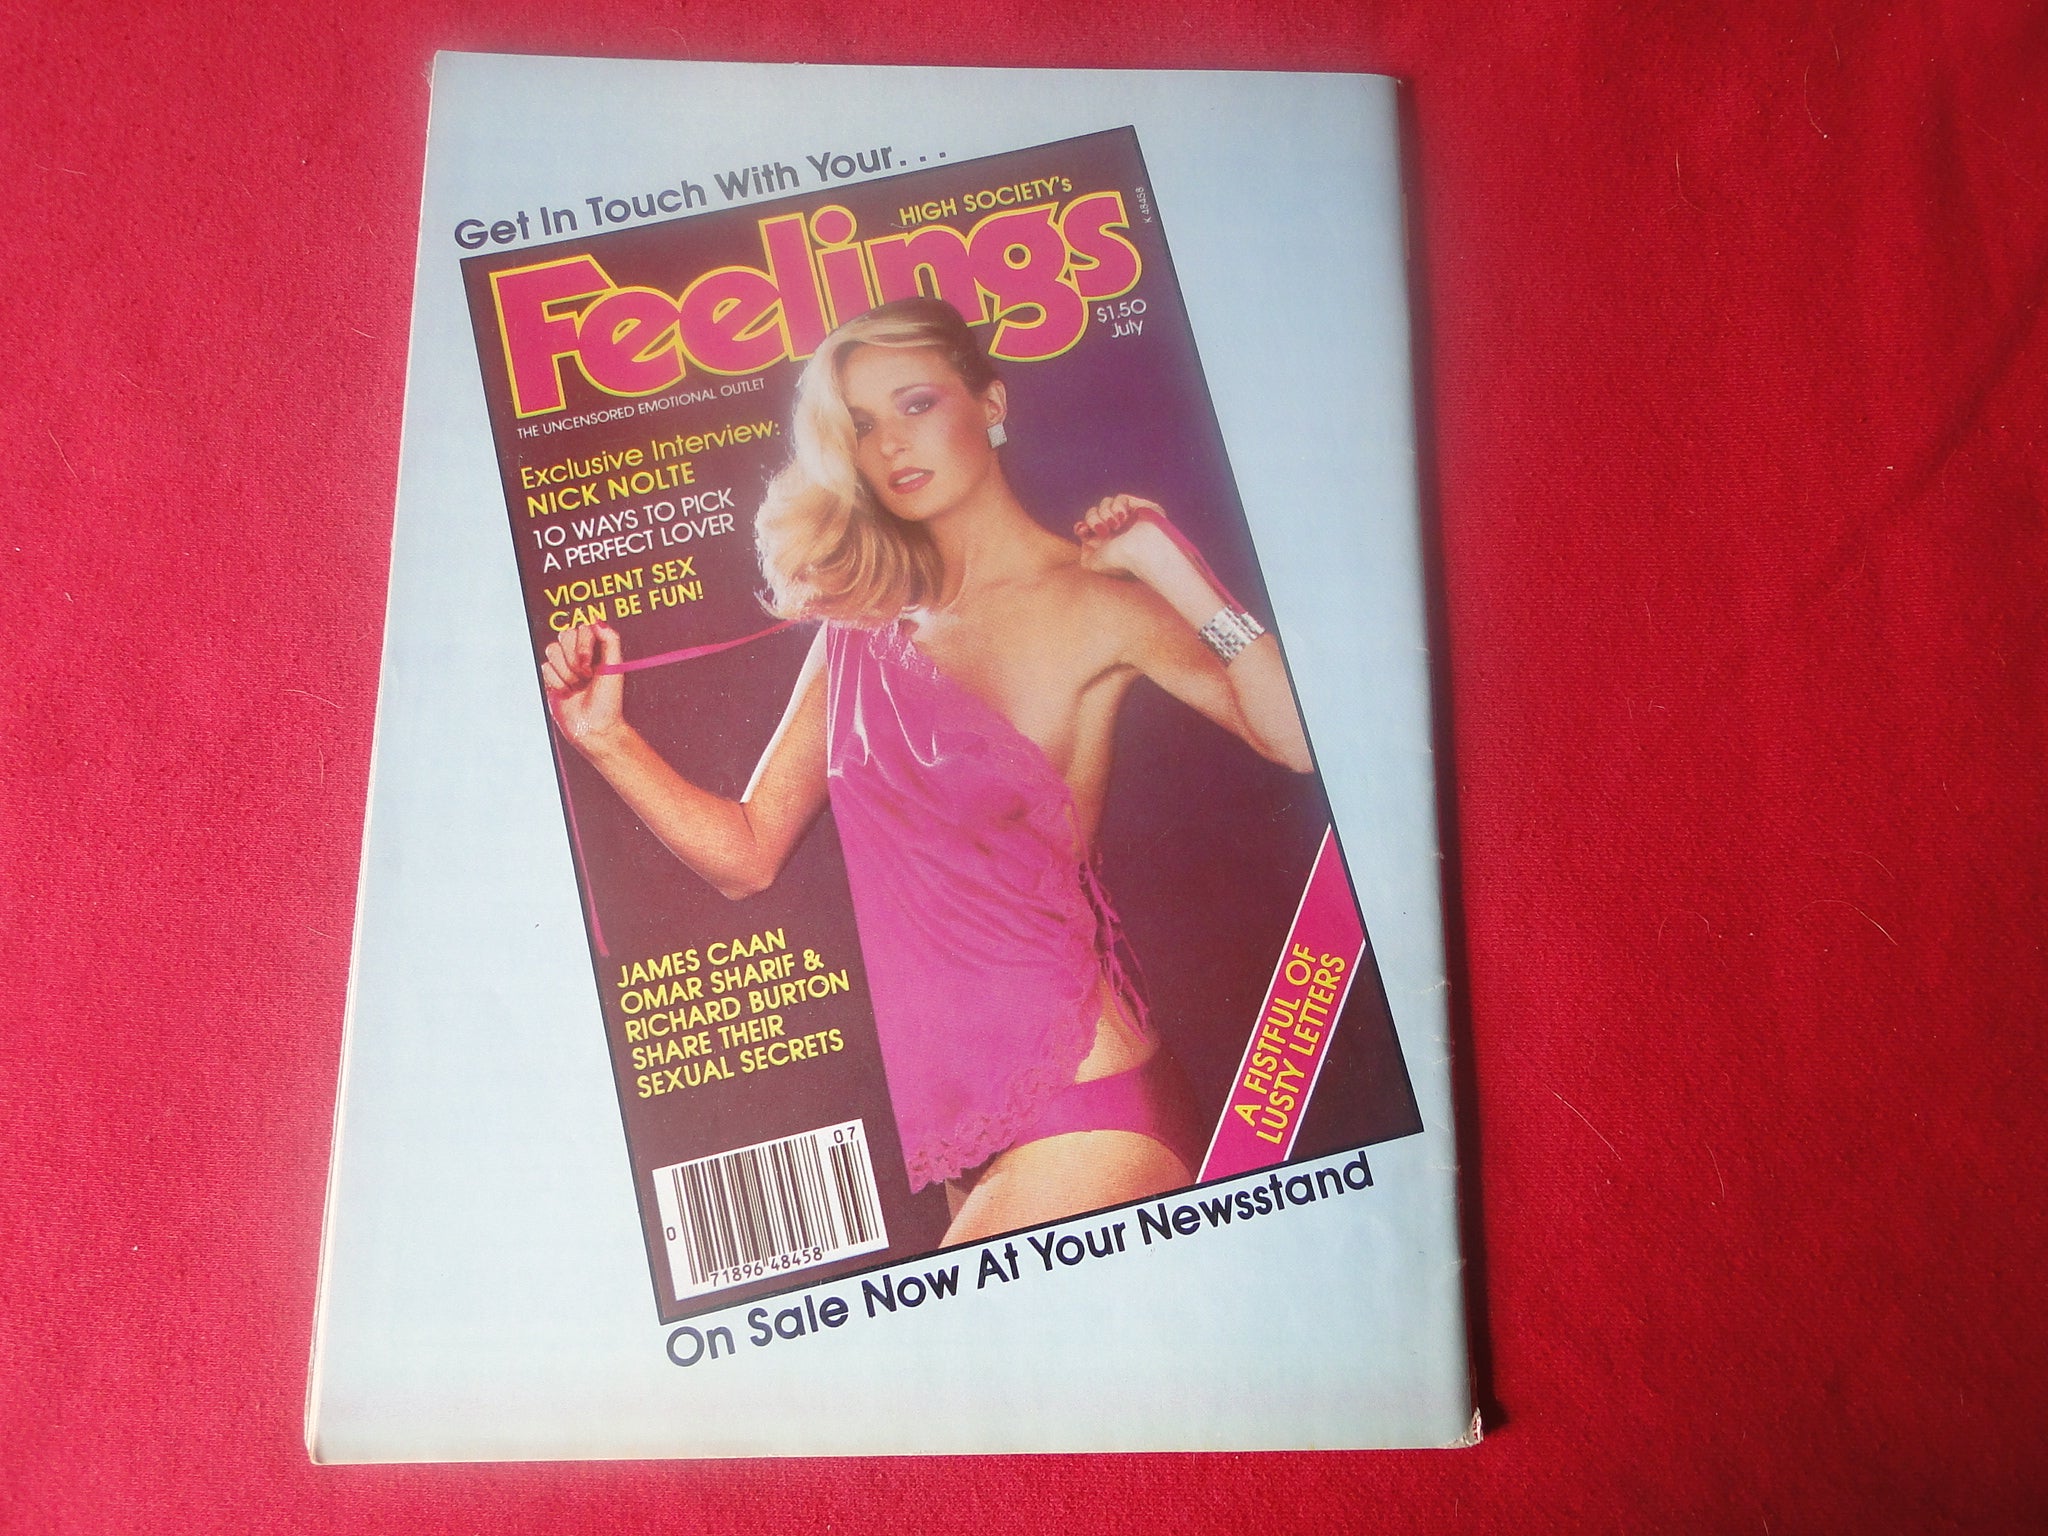 Get In Touch With Your...
HIGH SOCIETY's
Feelings
K 48458
$1.50
July
THE UNCENSORED EMOTIONAL OUTLET
Exclusive Interview:
NICK NOLTE
10 WAYS TO PICK
A PERFECT LOVER
VIOLENT SEX
CAN BE FUN!
JAMES CAAN
OMAR SHARIF &
RICHARD BURTON
SHARE THEIR
SEXUAL SECRETS
A FISTFUL OF
LUSTY LETTERS
07
0
71896 48458
On Sale Now At Your Newsstand